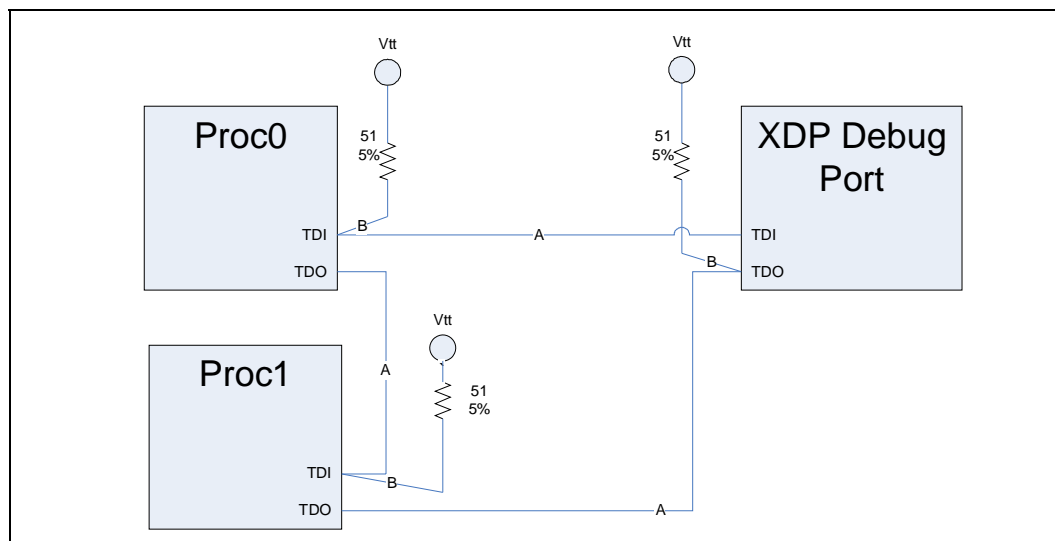 Vtt
Vtt
Proc0
51
5%
51
5%
XDP Debug
Port
TDI
B
A
TDI
TDO
B
TDO
Vtt
Proc1
A
51
5%
TDI
B
TDO
A